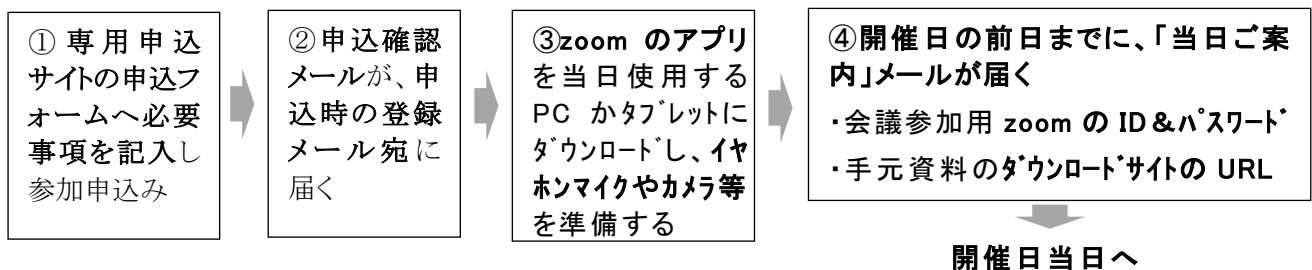 ① 専用申込
サイトの申込フ
ォームへ必要
事項を記入し
参加申込み
②申込確認
メールが、申
込時の登録
メール宛に
届く
③zoom のアプリ
を当日使用する
PC かﾀﾌﾞﾚｯﾄに
ﾀﾞｳﾝﾛｰﾄﾞし、イヤ
ホンマイクやカメラ等
を準備する
④開催日の前日までに、「当日ご案
内」メールが届く
・会議参加用 zoom の ID＆ﾊﾟｽﾜｰﾄﾞ
・手元資料のﾀﾞｳﾝﾛｰﾄﾞｻｲﾄの URL
開催日当日へ